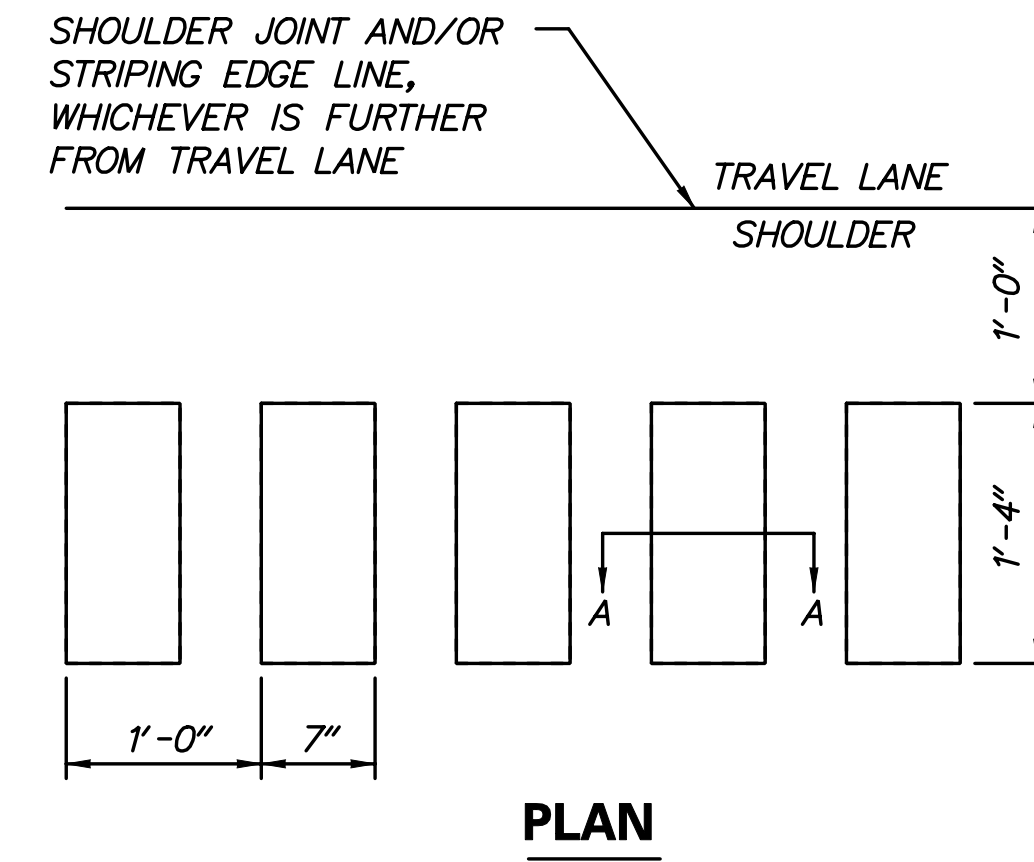 SHOULDER JOINT AND/OR
STRIPING EDGE LINE,
WHICHEVER IS FURTHER
FROM TRAVEL LANE
TRAVEL LANE
SHOULDER
1'-0"
1'-4"
A A
1'-0" 7"
PLAN